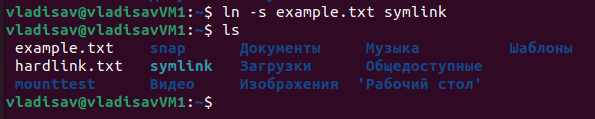 vladisav@vladisavVM1:~$ ln -s example.txt symlink
vladisav@vladisavVM1:~$ ls
example.txt snap Документы Музыка Шаблоны
hardlink.txt symlink Загрузки Общедоступные
mounttest Видео Изображения 'Рабочий стол'
vladisav@vladisavVM1:~$